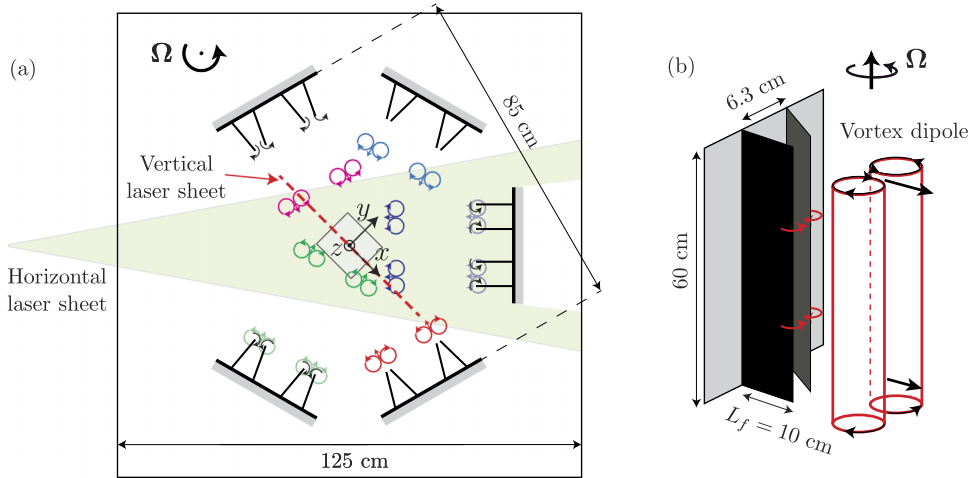 (a)
Ω
85 cm
Vertical
laser sheet
y
z
x
Horizontal
laser sheet
125 cm
(b)
Ω
6.3 cm
Vortex dipole
60 cm
L_f = 10 cm